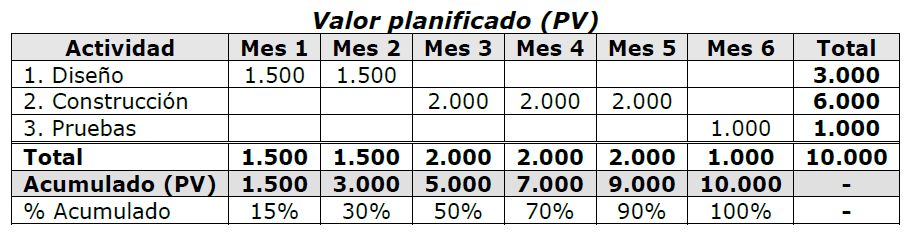 Valor planificado (PV)
Actividad Mes 1 Mes 2 Mes 3 Mes 4 Mes 5 Mes 6 Total
1. Diseño 1.500 1.500 3.000
2. Construcción 2.000 2.000 2.000 6.000
3. Pruebas 1.000 1.000
Total 1.500 1.500 2.000 2.000 2.000 1.000 10.000
Acumulado (PV) 1.500 3.000 5.000 7.000 9.000 10.000 -
% Acumulado 15% 30% 50% 70% 90% 100% -